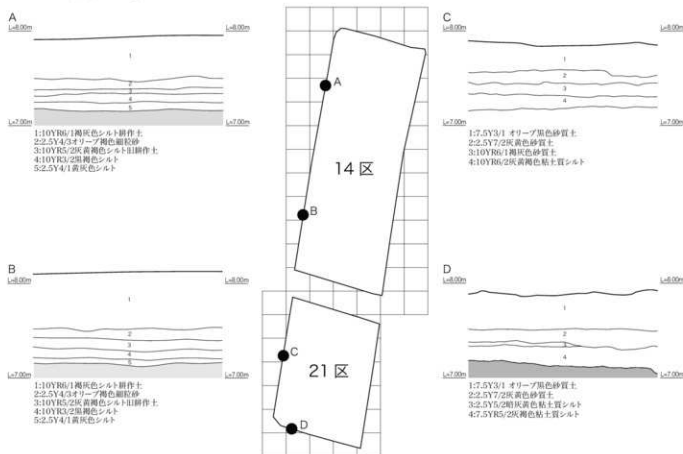 A
L=8.00m
L=8.00m
1
2
3
4
5
L=7.00m
L=7.00m
1:10YR6/1褐灰色シルト耕作土
2:2.5Y4/3オリーブ褐色細粒砂
3:10YR5/2灰黄褐色シルト旧耕作土
4:10YR3/2黒褐シルト
5:2.5Y4/1黄灰色シルト
B
L=8.00m
L=8.00m
1
2
3
4
5
L=7.00m
L=7.00m
1:10YR6/1褐灰色シルト耕作土
2:2.5Y4/3オリーブ褐色細粒砂
3:10YR5/2灰黄褐色シルト旧耕作土
4:10YR3/2黒褐シルト
5:2.5Y4/1黄灰色シルト
A
14区
B
C
21区
D
C
L=8.00m
L=8.00m
1
2
3
4
L=7.00m
L=7.00m
1:7.5Y3/1 オリーブ黒色砂質土
2:2.5Y7/2灰黄色砂質土
3:10YR6/1褐灰色砂質土
4:10YR6/2灰黄褐色粘土質シルト
D
L=8.00m
L=8.00m
1
2
3
4
L=7.00m
L=7.00m
1:7.5Y3/1 オリーブ黒色砂質土
2:2.5Y7/2灰黄色砂質土
3:2.5Y5/2暗灰黄色粘土質シルト
4:7.5YR5/2灰褐色粘土質シルト